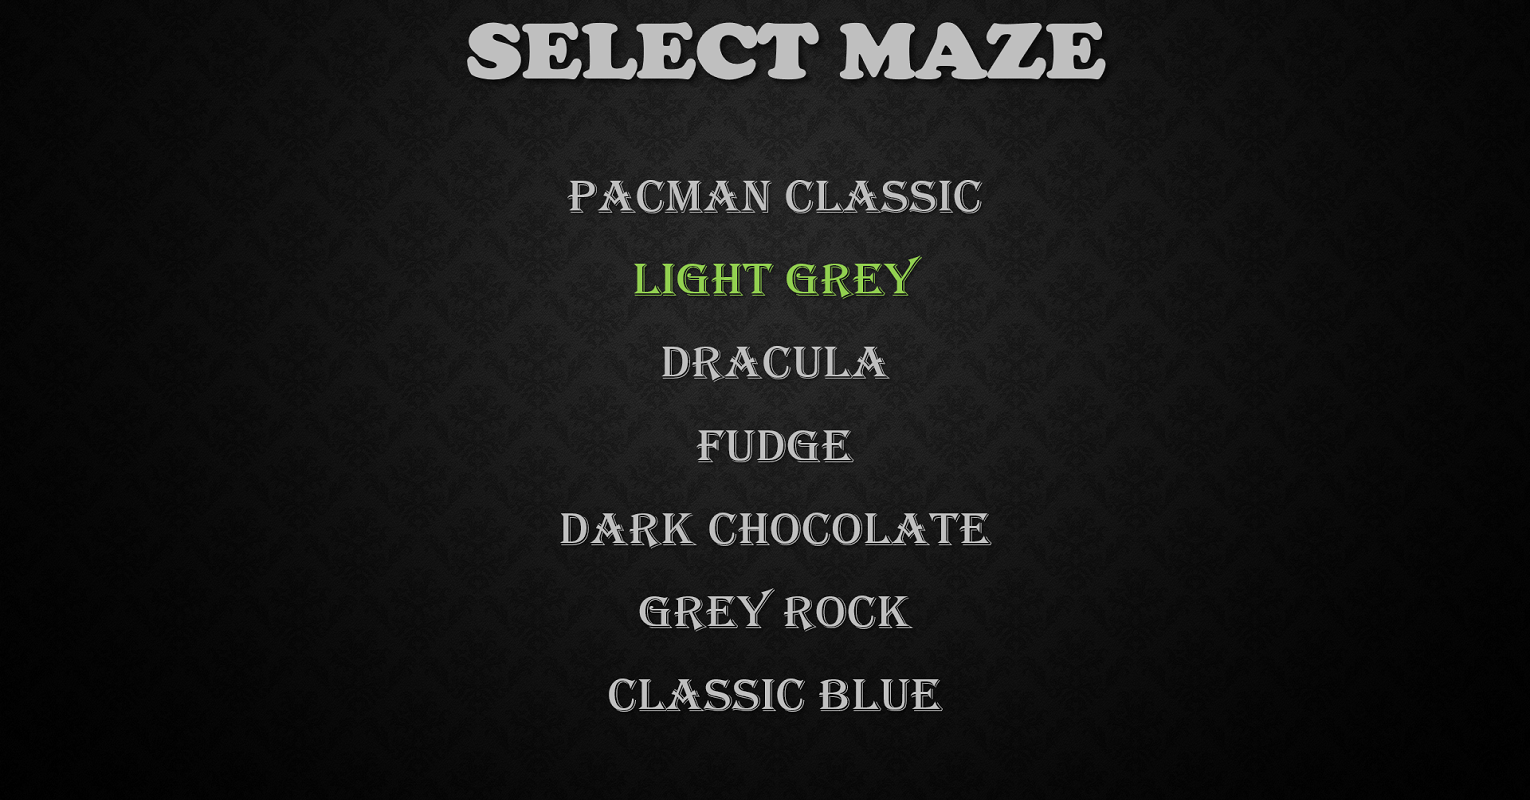 SELECT MAZE
PACMAN CLASSIC
LIGHT GREY
DRACULA
FUDGE
DARK CHOCOLATE
GREY ROCK
CLASSIC BLUE